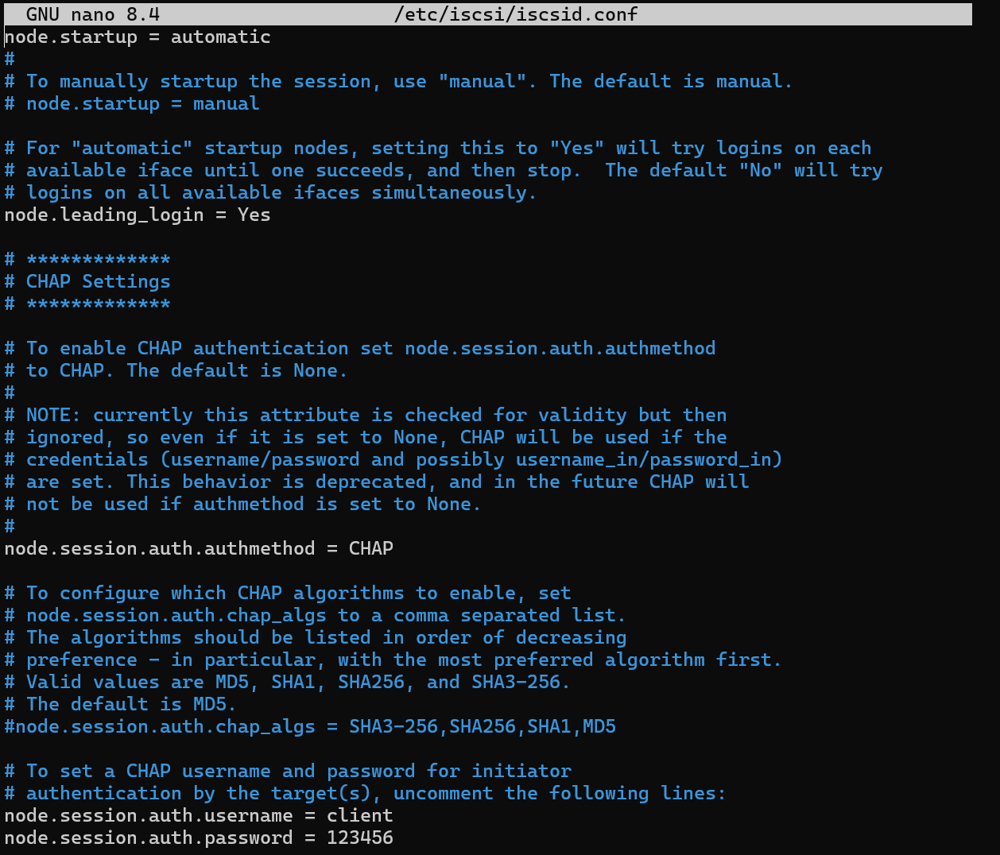 GNU nano 8.4 /etc/iscsi/iscsid.conf
node.startup = automatic
#
# To manually startup the session, use "manual". The default is manual.
# node.startup = manual
# For "automatic" startup nodes, setting this to "Yes" will try logins on each
# available iface until one succeeds, and then stop.  The default "No" will try
# logins on all available ifaces simultaneously.
node.leading_login = Yes
# *************
# CHAP Settings
# *************
# To enable CHAP authentication set node.session.auth.authmethod
# to CHAP. The default is None.
#
# NOTE: currently this attribute is checked for validity but then
# ignored, so even if it is set to None, CHAP will be used if the
# credentials (username/password and possibly username_in/password_in)
# are set. This behavior is deprecated, and in the future CHAP will
# not be used if authmethod is set to None.
#
node.session.auth.authmethod = CHAP
# To configure which CHAP algorithms to enable, set
# node.session.auth.chap_algs to a comma separated list.
# The algorithms should be listed in order of decreasing
# preference - in particular, with the most preferred algorithm first.
# Valid values are MD5, SHA1, SHA256, and SHA3-256.
# The default is MD5.
#node.session.auth.chap_algs = SHA3-256,SHA256,SHA1,MD5
# To set a CHAP username and password for initiator
# authentication by the target(s), uncomment the following lines:
node.session.auth.username = client
node.session.auth.password = 123456